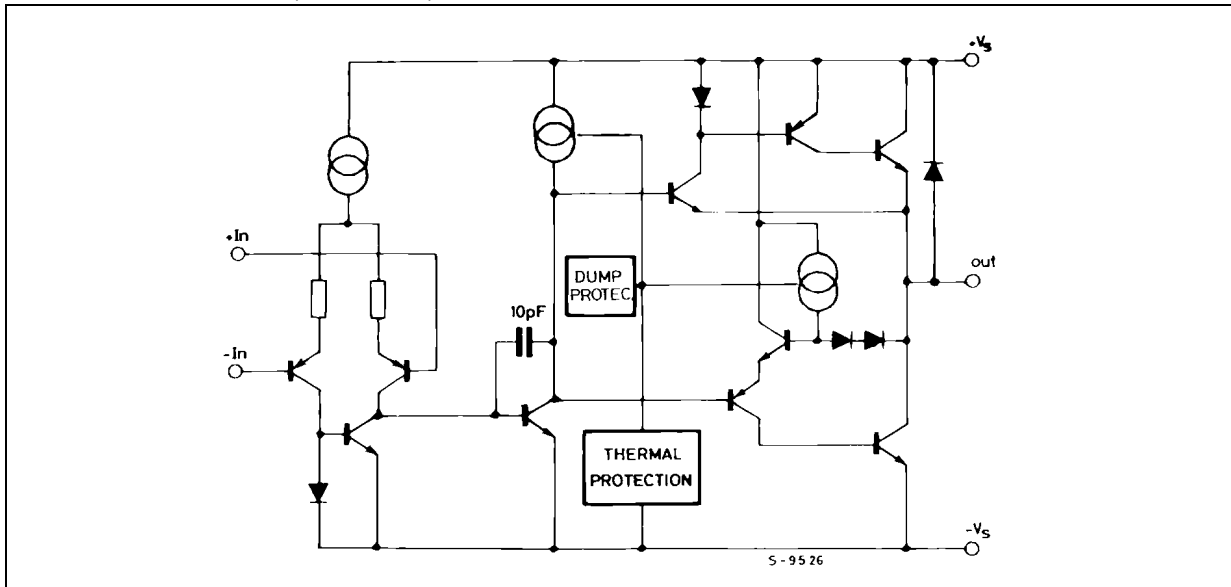 +Vs
+In
out
DUMP
PROTEC.
10pF
-In
THERMAL
PROTECTION
-Vs
S-9526